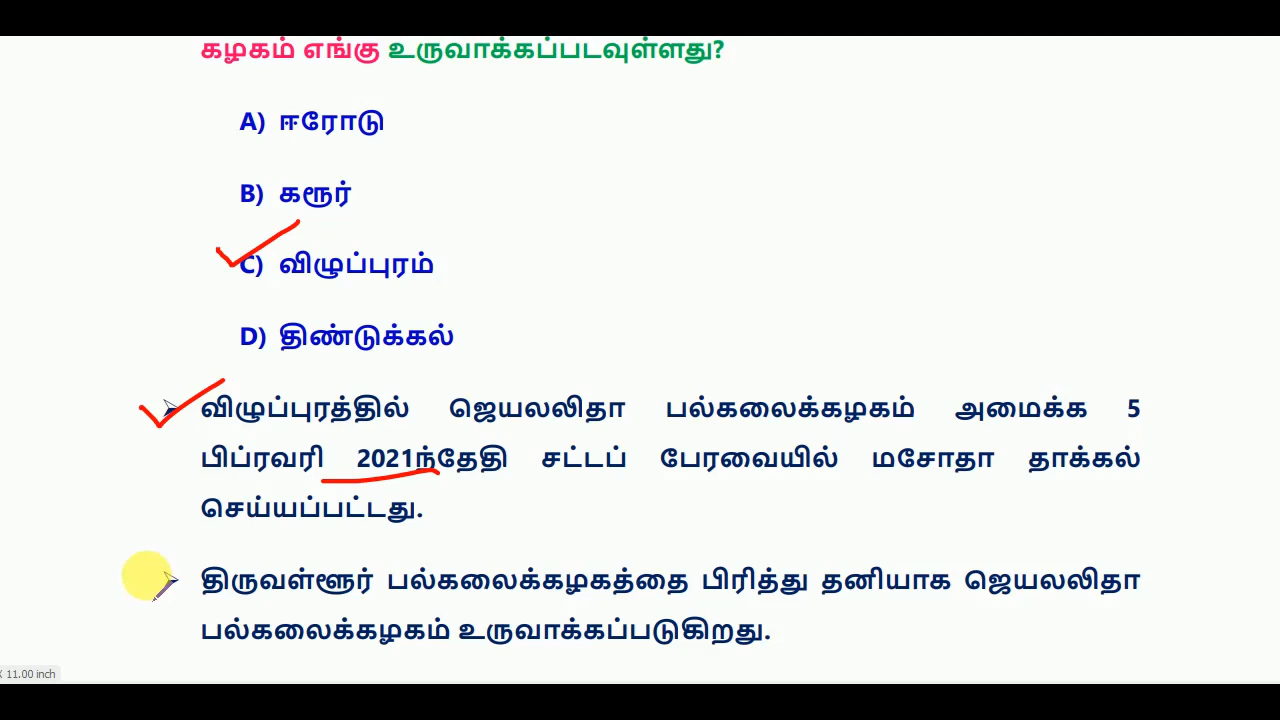 கழகம் எங்கு உருவாக்கப்படவுள்ளது?
A) ஈரோடு
B) கரூர்
C) விழுப்புரம்
D) திண்டுக்கல்
விழுப்புரத்தில் ஜெயலலிதா பல்கலைக்கழகம் அமைக்க 5
பிப்ரவரி 2021ந்தேதி சட்டப் பேரவையில் மசோதா தாக்கல்
செய்யப்பட்டது.
திருவள்ளூர் பல்கலைக்கழகத்தை பிரித்து தனியாக ஜெயலலிதா
பல்கலைக்கழகம் உருவாக்கப்படுகிறது.
X 11.00 inch